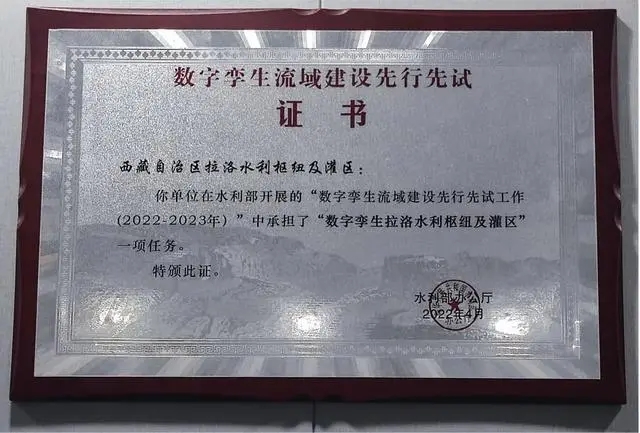 数字孪生流域建设先行先试
证书
西藏自治区拉洛水利枢纽及灌区：
你单位在水利部开展的“数字孪生流域建设先行先试工作
(2022-2023年)”中承担了“数字孪生拉洛水利枢纽及灌区”
一项任务。
特颁此证。
水利部办公厅
2022年4月